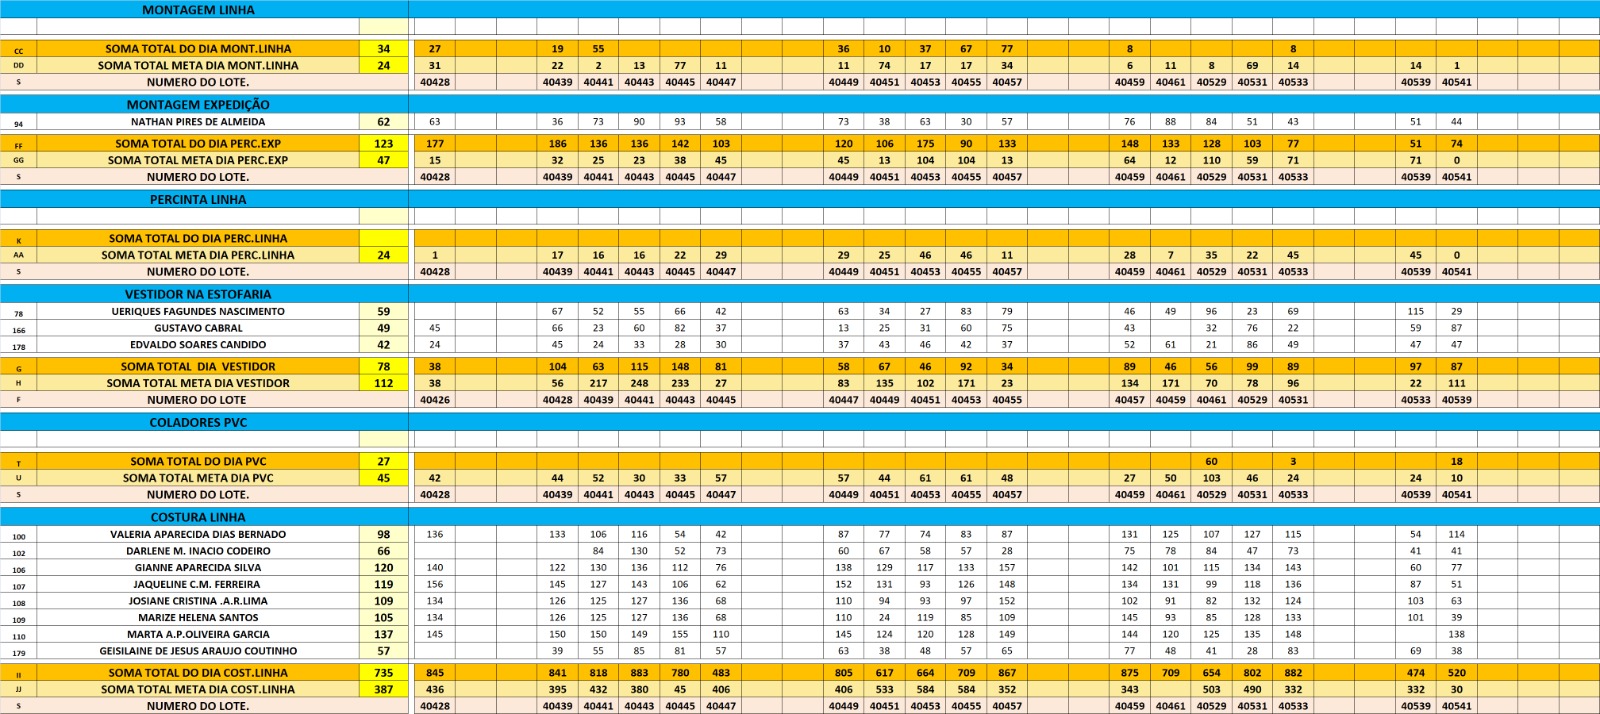 MONTAGEM LINHA
CC SOMA TOTAL DO DIA MONT.LINHA 34 27 19 55 36 10 37 67 77 8 8
DD SOMA TOTAL META DIA MONT.LINHA 24 31 22 2 13 77 11 11 74 17 17 34 6 11 8 69 14 14 1
S NUMERO DO LOTE. 40428 40439 40441 40443 40445 40447 40449 40451 40453 40455 40457 40459 40461 40529 40531 40533 40539 40541
MONTAGEM EXPEDIÇÃO
94 NATHAN PIRES DE ALMEIDA 62 63 36 73 90 93 58 73 38 63 30 57 76 88 84 51 43 51 44
FF SOMA TOTAL DO DIA PERC.EXP 123 177 186 136 136 142 103 120 106 175 90 133 148 133 128 103 77 51 74
GG SOMA TOTAL META DIA PERC.EXP 47 15 32 25 23 38 45 45 13 104 104 13 64 12 110 59 71 71 0
S NUMERO DO LOTE. 40428 40439 40441 40443 40445 40447 40449 40451 40453 40455 40457 40459 40461 40529 40531 40533 40539 40541
PERCINTA LINHA
K SOMA TOTAL DO DIA PERC.LINHA
AA SOMA TOTAL META DIA PERC.LINHA 24 1 17 16 16 22 29 29 25 46 46 11 28 7 35 22 45 45 0
S NUMERO DO LOTE. 40428 40439 40441 40443 40445 40447 40449 40451 40453 40455 40457 40459 40461 40529 40531 40533 40539 40541
VESTIDOR NA ESTOFARIA
78 UERIQUES FAGUNDES NASCIMENTO 59 67 52 55 66 42 63 34 27 83 79 46 49 96 23 69 115 29
166 GUSTAVO CABRAL 49 45 66 23 60 82 37 13 25 31 60 75 43 32 76 22 59 87
178 EDVALDO SOARES CANDIDO 42 24 45 24 33 28 30 37 43 46 42 37 52 61 21 86 49 47 47
G SOMA TOTAL DIA VESTIDOR 78 38 104 63 115 148 81 58 67 46 92 34 89 46 56 99 89 97 87
H SOMA TOTAL META DIA VESTIDOR 112 38 56 217 248 233 27 83 135 102 171 23 134 171 70 78 96 22 111
F NUMERO DO LOTE 40426 40428 40439 40441 40443 40445 40447 40449 40451 40453 40455 40457 40459 40461 40529 40531 40533 40539
COLADORES PVC
T SOMA TOTAL DO DIA PVC 27 60 3 18
U SOMA TOTAL META DIA PVC 45 42 44 52 30 33 57 57 44 61 61 48 27 50 103 46 24 24 10
S NUMERO DO LOTE. 40428 40439 40441 40443 40445 40447 40449 40451 40453 40455 40457 40459 40461 40529 40531 40533 40539 40541
COSTURA LINHA
100 VALERIA APARECIDA DIAS BERNADO 98 136 133 106 116 54 42 87 77 74 83 87 131 125 107 127 115 54 114
102 DARLENE M. INACIO CODEIRO 66 84 130 52 73 60 67 58 57 28 75 78 84 47 73 41 41
106 GIANNE APARECIDA SILVA 120 140 122 130 136 112 76 138 129 117 133 157 142 101 115 134 143 60 77
107 JAQUELINE C.M. FERREIRA 119 156 145 127 143 106 62 152 131 93 126 148 134 131 99 118 136 87 51
108 JOSIANE CRISTINA .A.R.LIMA 109 134 126 125 127 136 68 110 94 93 97 152 102 91 82 132 124 103 63
109 MARIZE HELENA SANTOS 105 134 126 125 127 136 68 110 24 119 85 109 145 93 85 128 133 101 39
110 MARTA A.P.OLIVEIRA GARCIA 137 145 150 150 149 155 110 145 124 120 128 149 144 120 125 135 148 138
179 GEISILAINE DE JESUS ARAUJO COUTINHO 57 39 55 85 81 57 63 38 48 57 65 77 48 41 28 83 69 38
II SOMA TOTAL DO DIA COST.LINHA 735 845 841 818 883 780 483 805 617 664 709 867 875 709 654 802 882 474 520
JJ SOMA TOTAL META DIA COST.LINHA 387 436 395 432 380 45 406 406 533 584 584 352 343 503 490 332 332 30
S NUMERO DO LOTE. 40428 40439 40441 40443 40445 40447 40449 40451 40453 40455 40457 40459 40461 40529 40531 40533 40539 40541